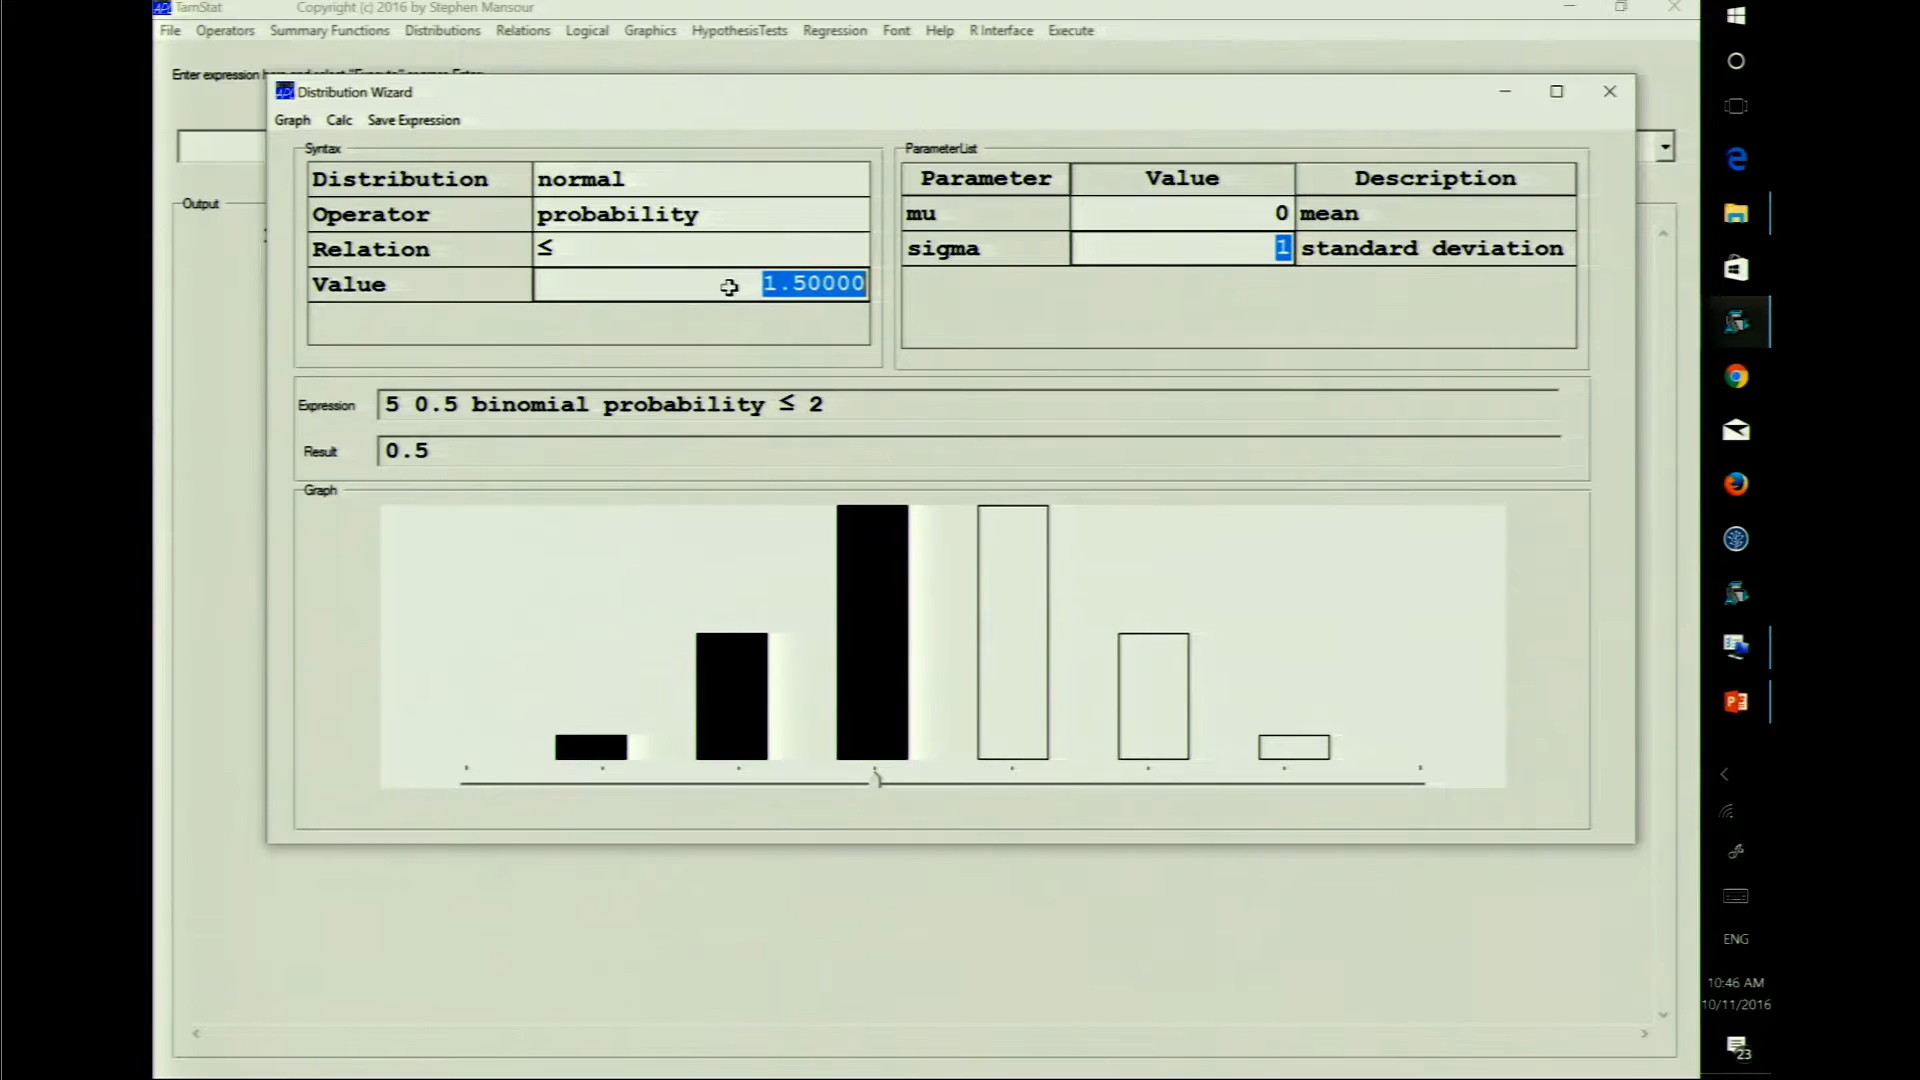 TamStat
Copyright (c) 2016 by Stephen Mansour
File Operators Summary Functions Distributions Relations Logical Graphics HypothesisTests Regression Font Help R Interface Execute
Enter expression
Distribution Wizard
Graph Calc Save Expression
Syntax
Distribution normal
Operator probability
Relation ≤
Value 1.50000
ParameterList
Parameter Value Description
mu 0 mean
sigma 1 standard deviation
Output
Expression 5 0.5 binomial probability ≤ 2
Result 0.5
Graph
ENG
10:46 AM
10/11/2016
23